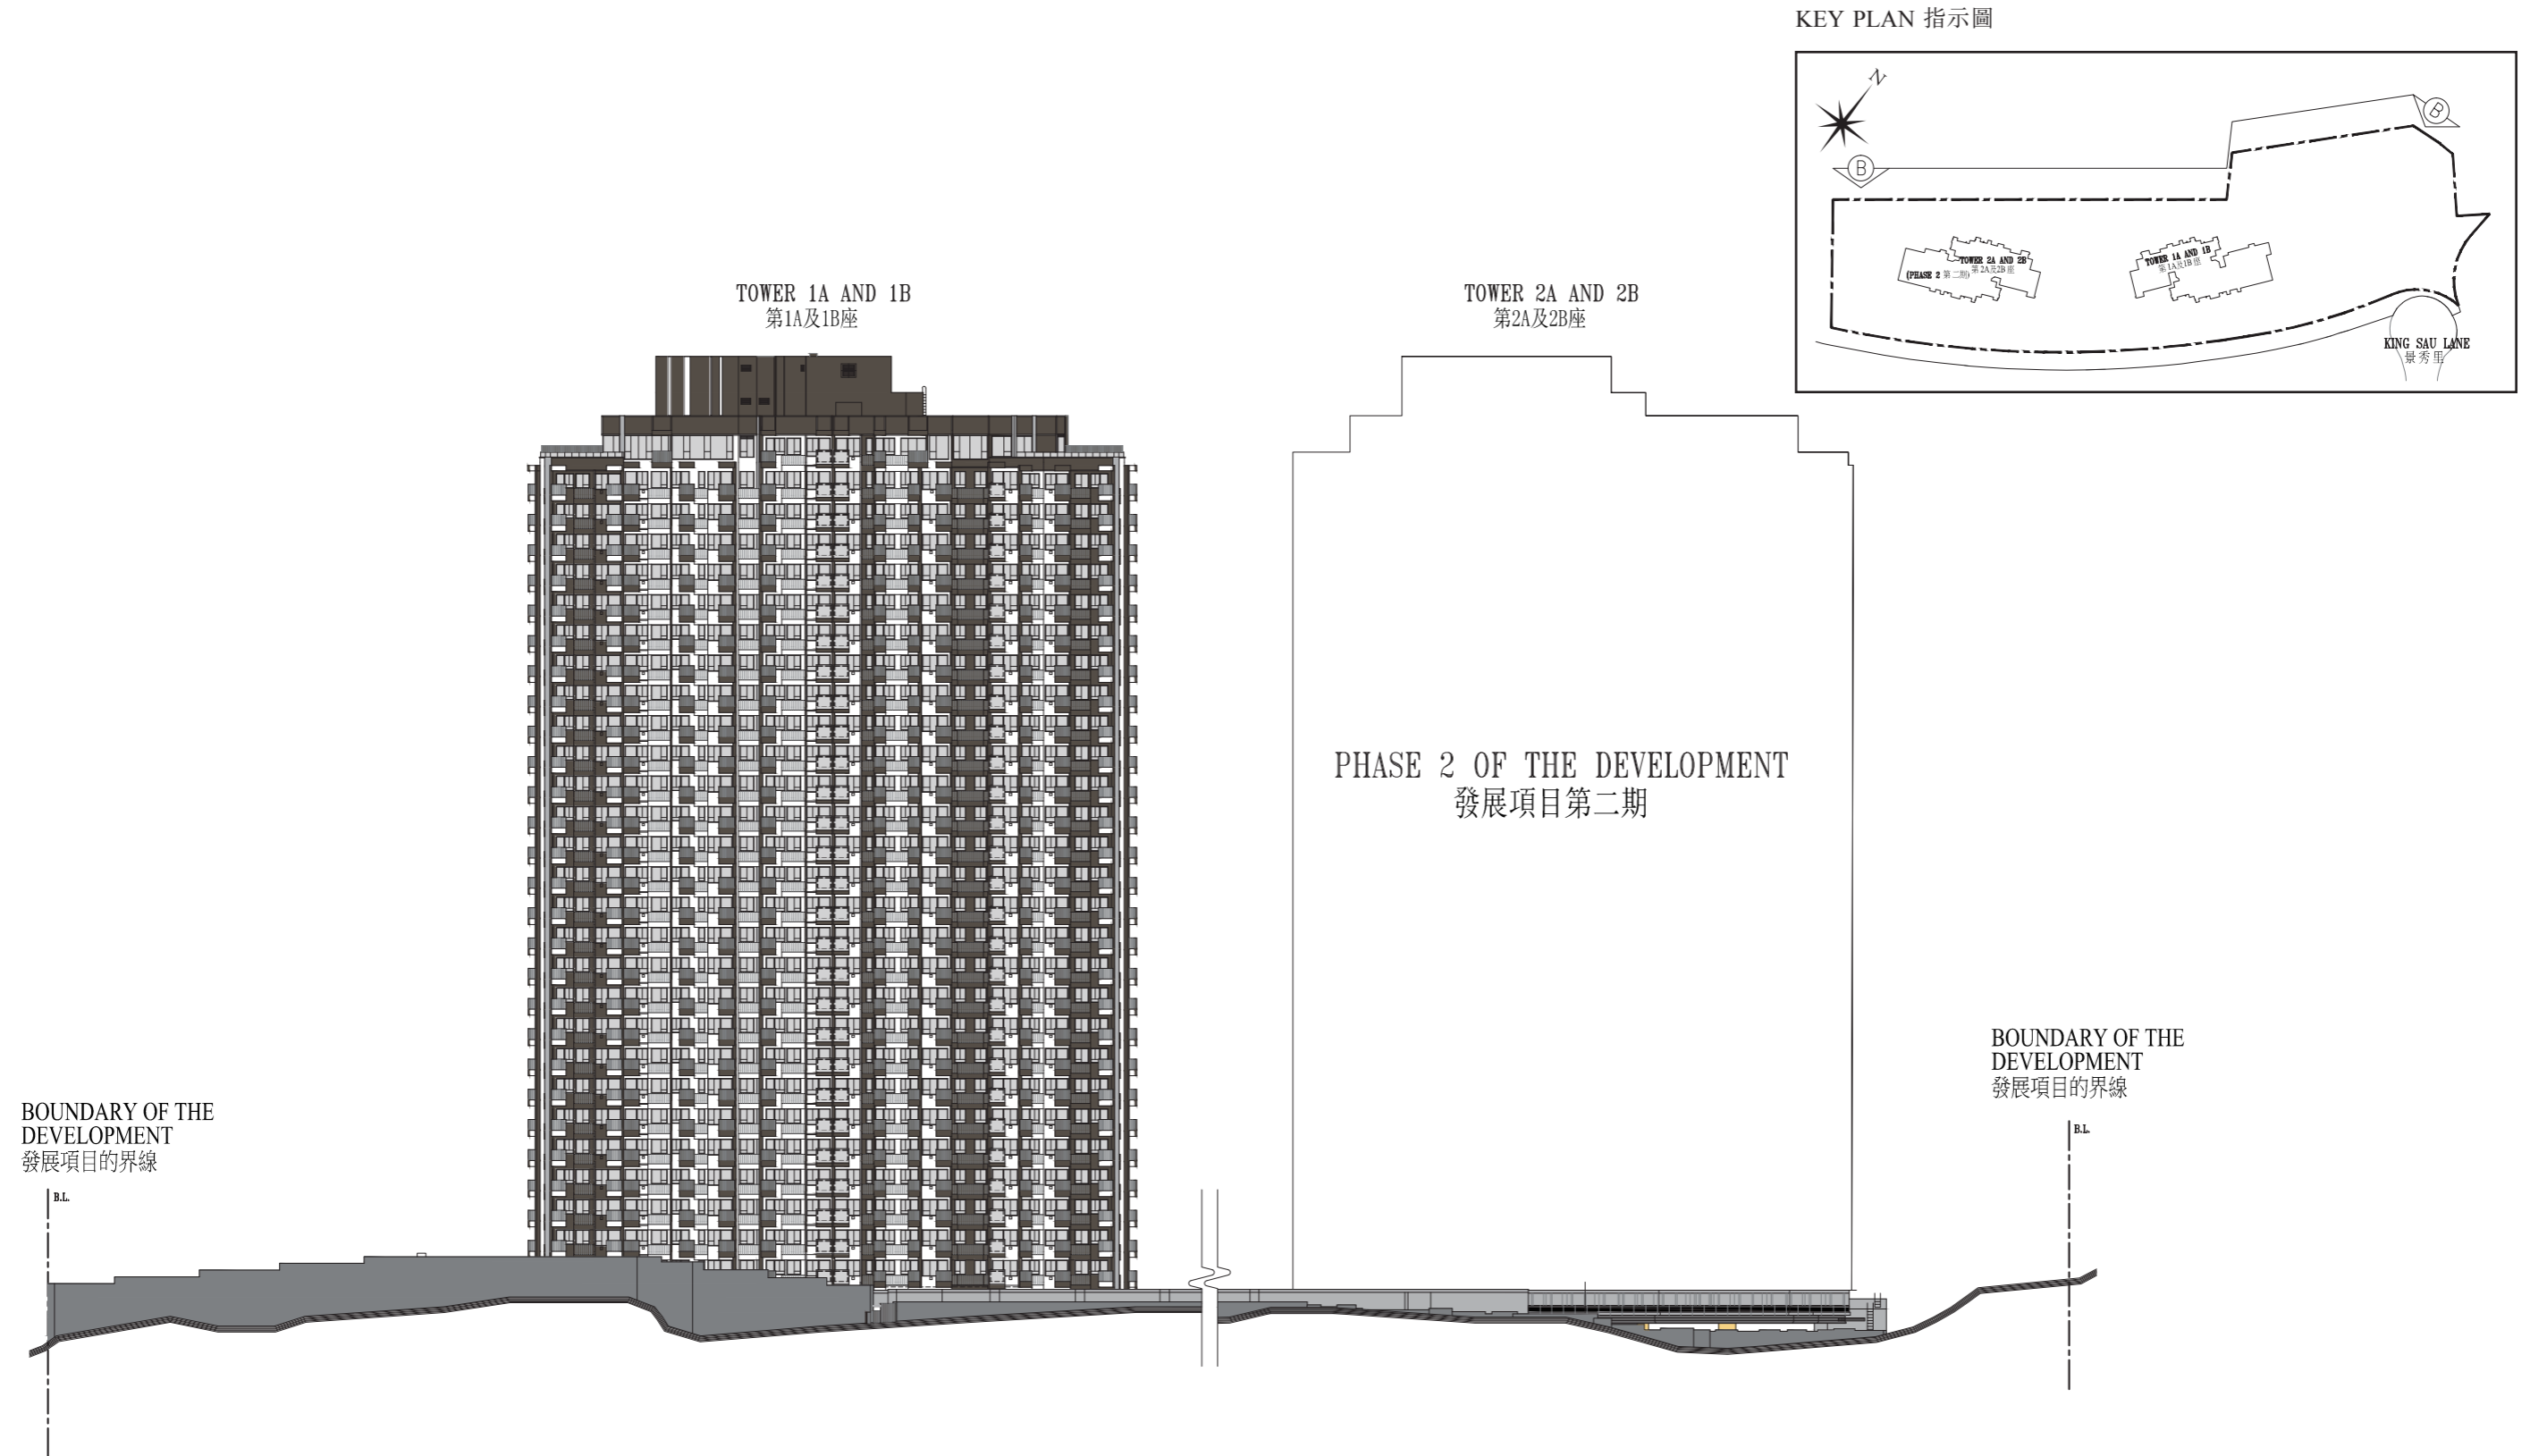 KEY PLAN 指示圖
N
B
B
TOWER 2A AND 2B
第2A及2B座
(PHASE 2 第二期)
TOWER 1A AND 1B
第1A及1B座
KING SAU LANE
景秀里
TOWER 1A AND 1B
第1A及1B座
TOWER 2A AND 2B
第2A及2B座
PHASE 2 OF THE DEVELOPMENT
發展項目第二期
BOUNDARY OF THE
DEVELOPMENT
發展項目的界線
B.L.
BOUNDARY OF THE
DEVELOPMENT
發展項目的界線
B.L.